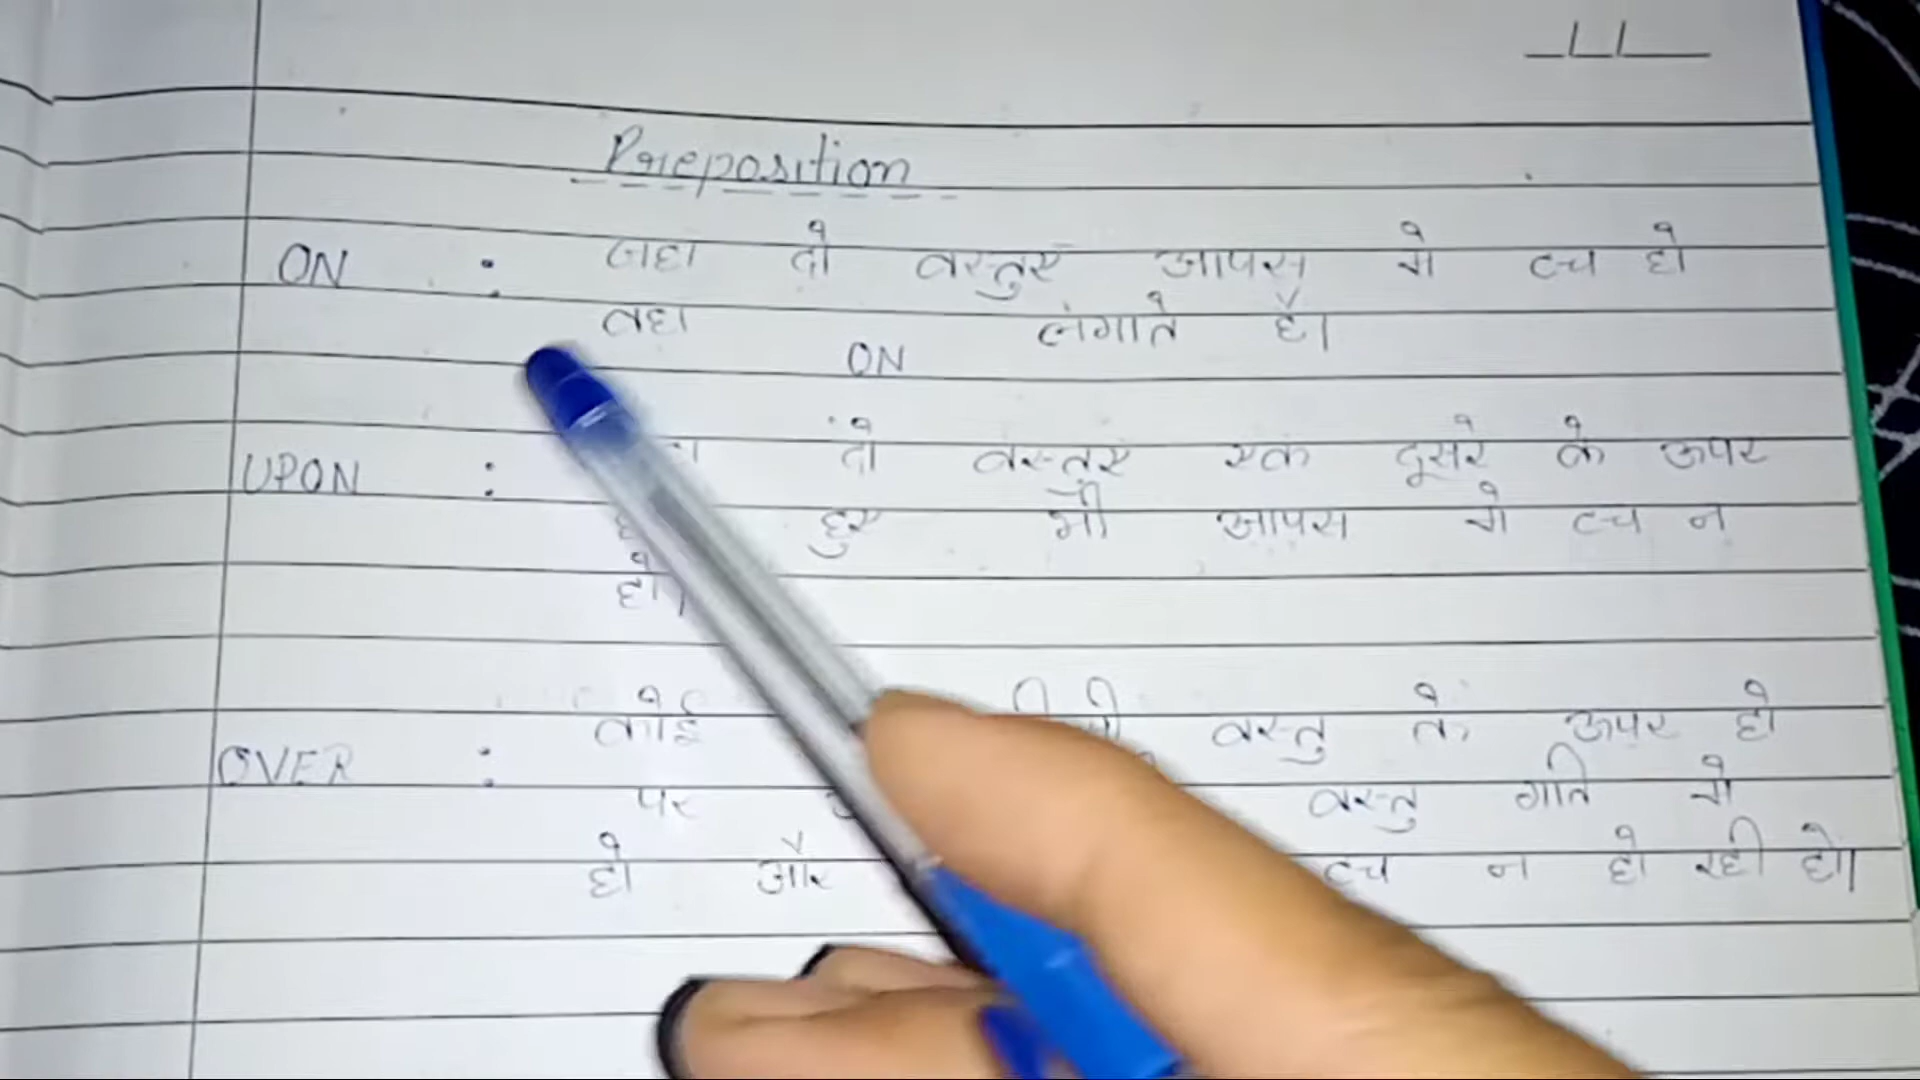 Preposition
ON : जहा दो वस्तुए आपस मे टच हो
वहा ON लगाते है।
UPON : दो वस्तुए एक दूसरे के ऊपर
हुए भी आपस मे टच न
हो।
OVER : कोई वस्तु के ऊपर हो
पर वस्तु गति मे
हो और टच न हो रही हो।